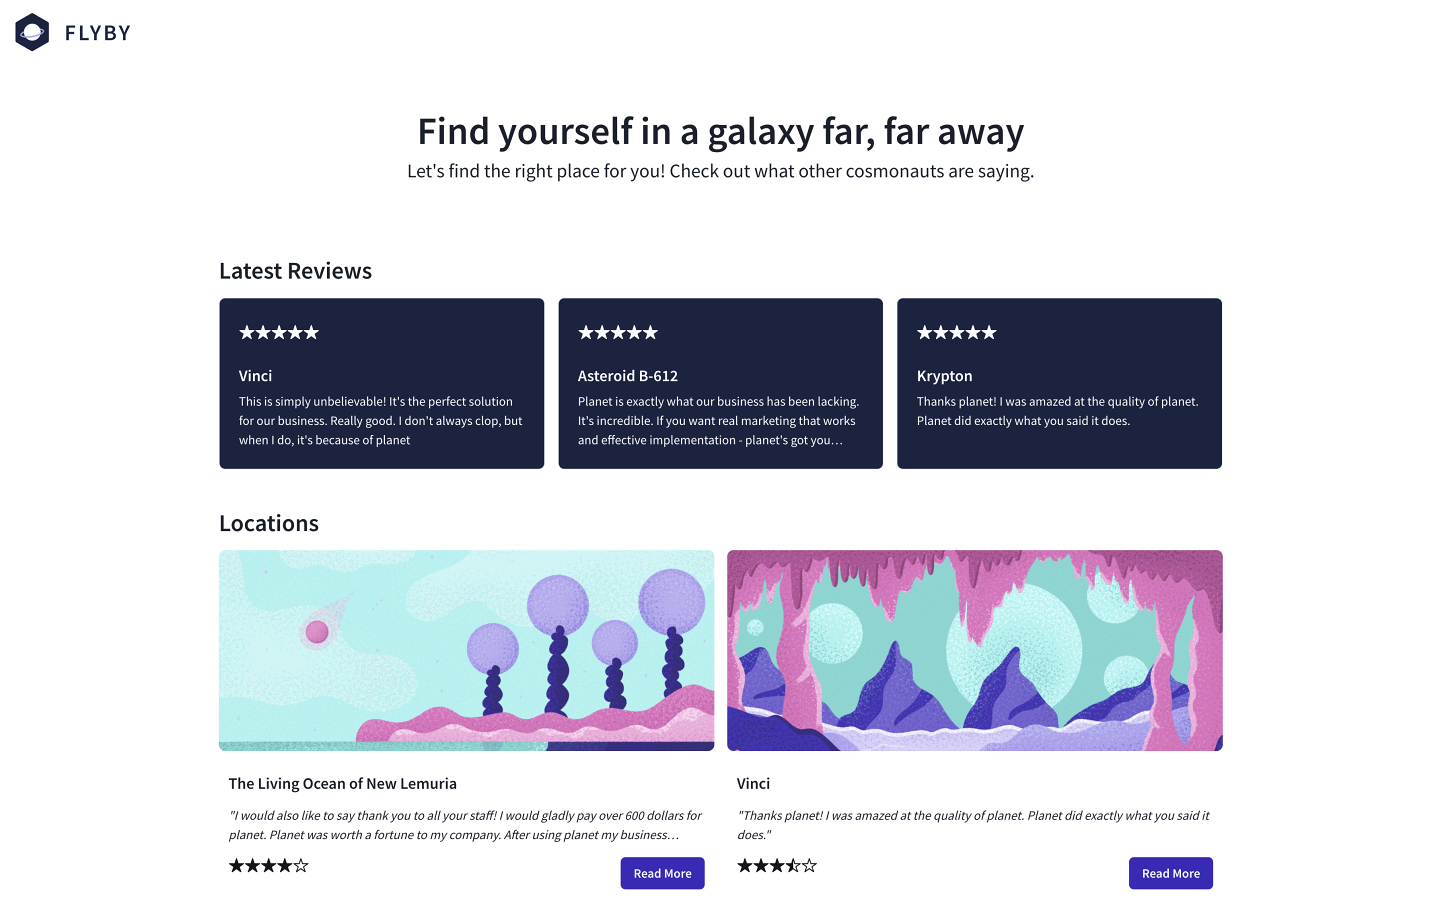 FLYBY
Find yourself in a galaxy far, far away
Let's find the right place for you! Check out what other cosmonauts are saying.
Latest Reviews
Vinci
This is simply unbelievable! It's the perfect solution
for our business. Really good. I don't always clop, but
when I do, it's because of planet
Asteroid B-612
Planet is exactly what our business has been lacking.
It's incredible. If you want real marketing that works
and effective implementation - planet's got you…
Krypton
Thanks planet! I was amazed at the quality of planet.
Planet did exactly what you said it does.
Locations
The Living Ocean of New Lemuria
"I would also like to say thank you to all your staff! I would gladly pay over 600 dollars for
planet. Planet was worth a fortune to my company. After using planet my business…
Read More
Vinci
"Thanks planet! I was amazed at the quality of planet. Planet did exactly what you said it
does."
Read More